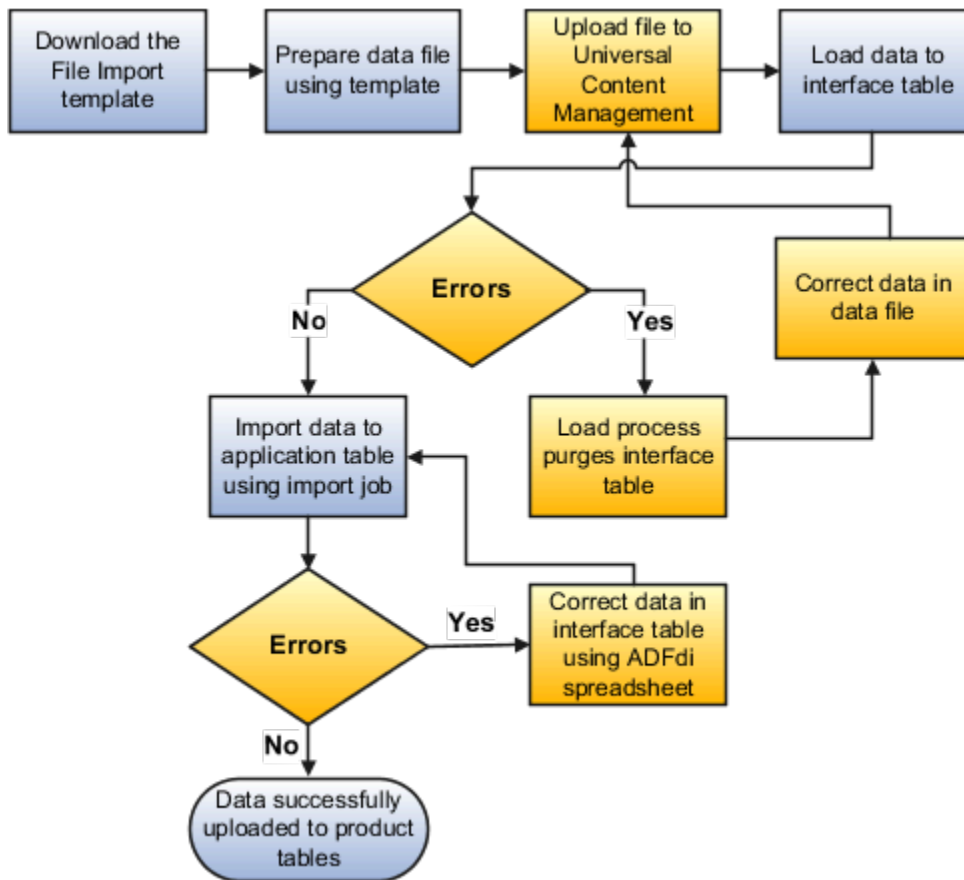 Download the
File Import
template
Prepare data file
using template
Upload file to
Universal
Content
Management
Load data to
interface table
Errors
No
Yes
Correct data in
data file
Import data to
application table
using import job
Load process
purges interface
table
Errors
Yes
Correct data in
interface table
using ADFdi
spreadsheet
No
Data successfully
uploaded to product
tables